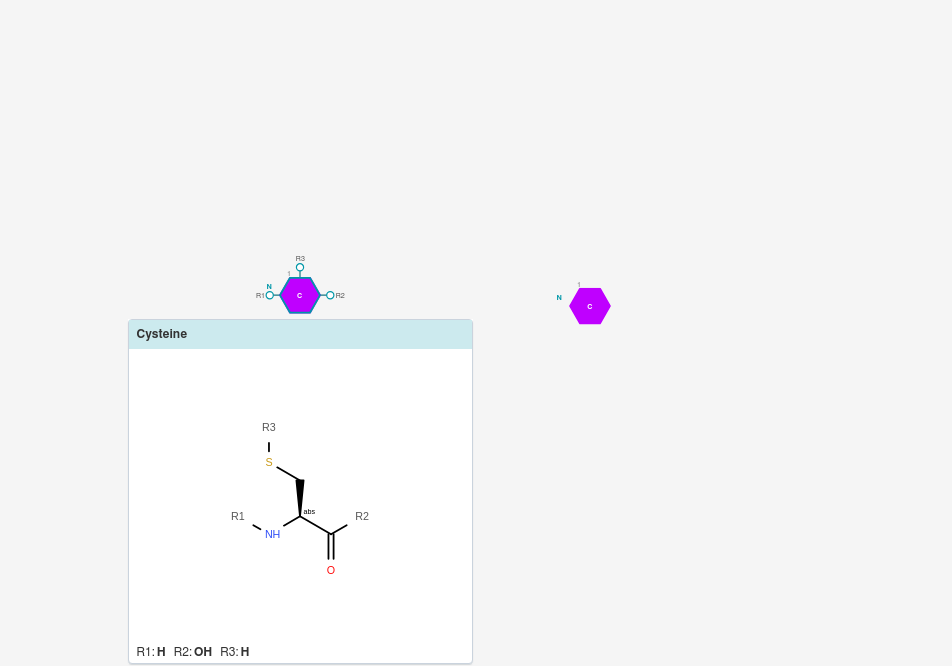 R3
1
N
R1
C
R2
1
N
C
Cysteine
R3
S
abs
R1
R2
NH
O
R1: H R2: OH R3: H